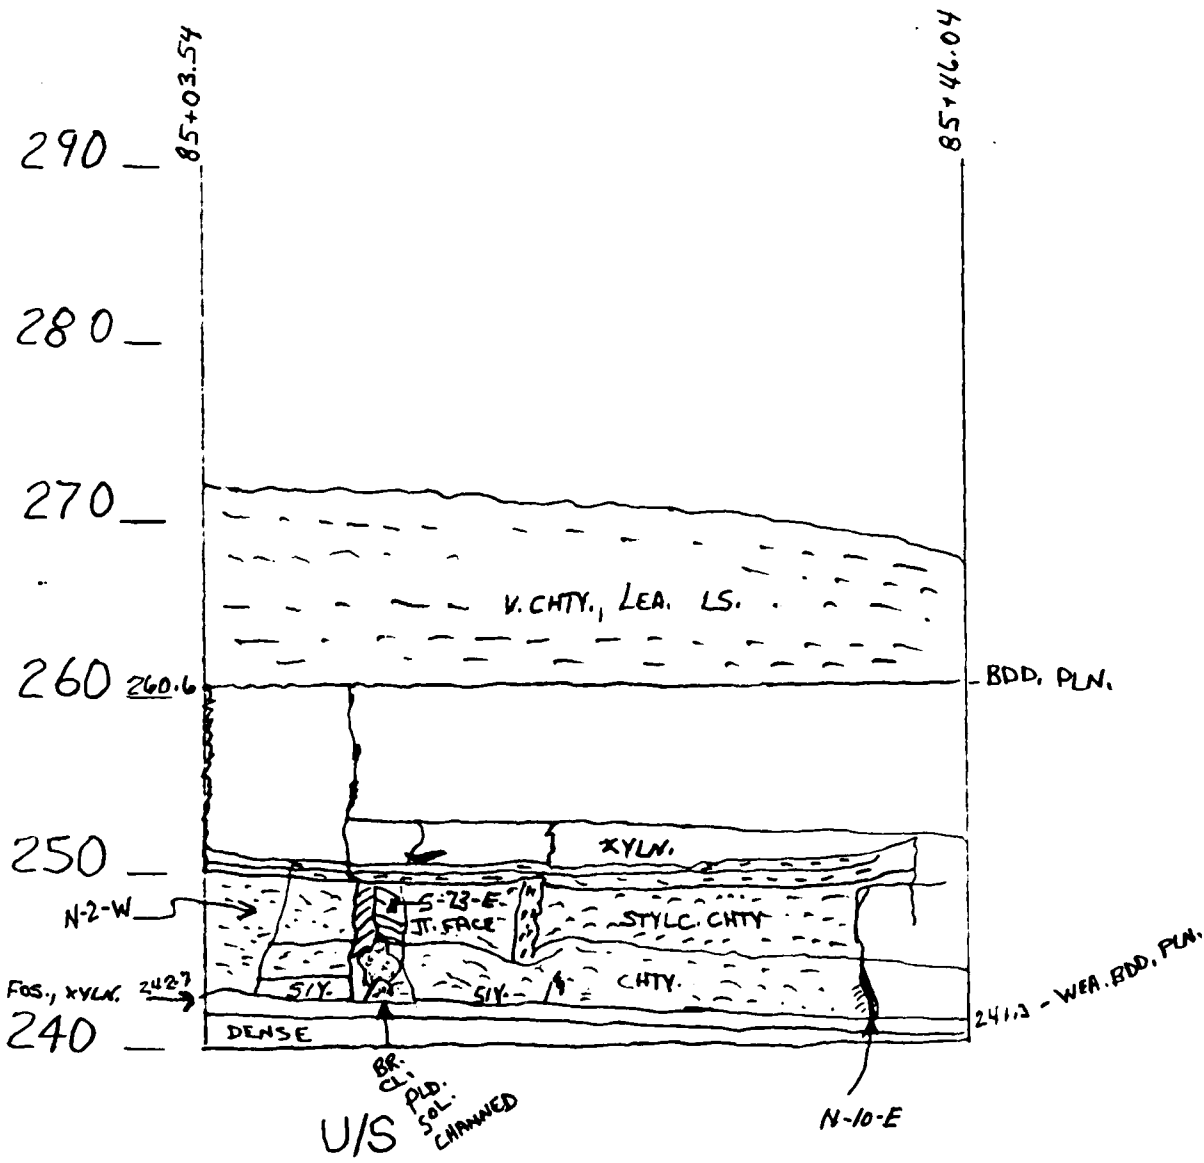 85+03.54
85+46.04
290
280
270
V. CHTY., LEA. LS.
260 260.6
BDD. PLN.
250
XYLN.
N-2-W
S-23-E
JT. FACE
STYLC. CHTY
FOS., XYLN. 242.7
SIY.
SIY.
CHTY.
241.3 - WEA. BDD. PLN.
240
DENSE
BR.
CL.
PLD.
SOL.
CHANNED
N-10-E
U/S